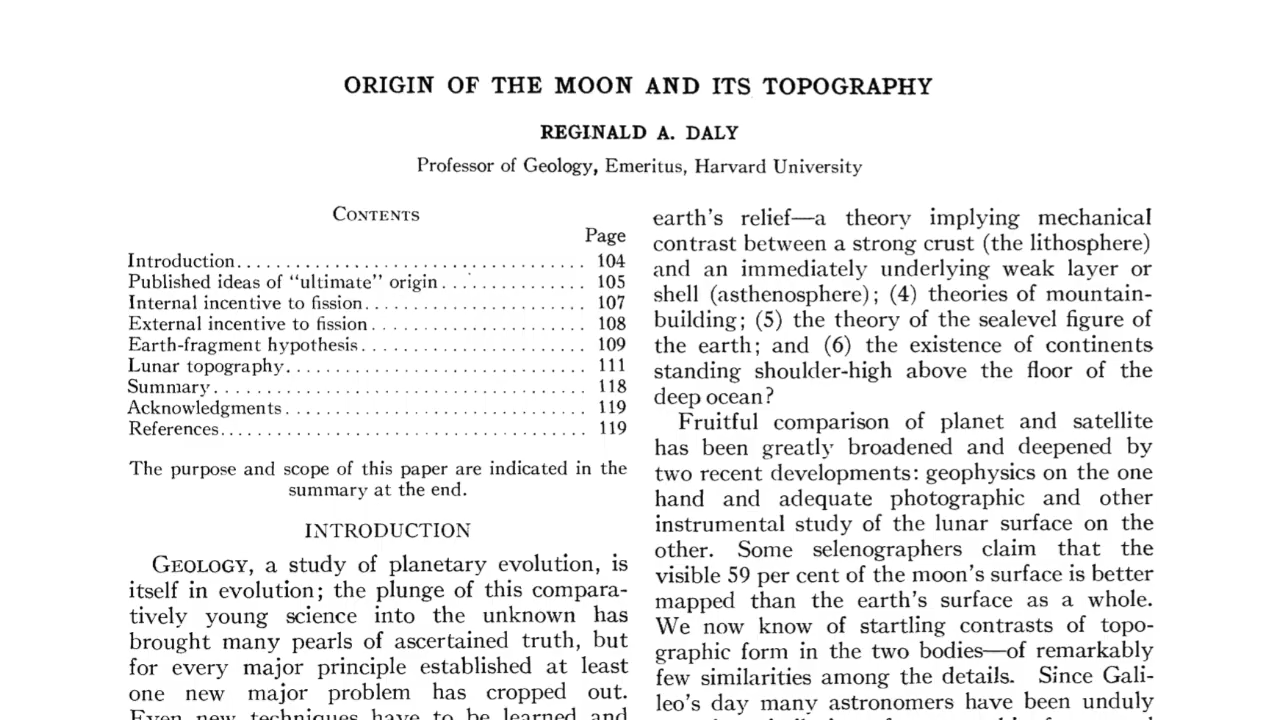 ORIGIN OF THE MOON AND ITS TOPOGRAPHY
REGINALD A. DALY
Professor of Geology, Emeritus, Harvard University
CONTENTS
Page
Introduction.................................. 104
Published ideas of "ultimate" origin............... 105
Internal incentive to fission........................ 107
External incentive to fission....................... 108
Earth-fragment hypothesis........................ 109
Lunar topography................................ 111
Summary........................................ 118
Acknowledgments................................ 119
References....................................... 119
The purpose and scope of this paper are indicated in the
summary at the end.
INTRODUCTION
GEOLOGY, a study of planetary evolution, is
itself in evolution; the plunge of this compara-
tively young science into the unknown has
brought many pearls of ascertained truth, but
for every major principle established at least
one new major problem has cropped out.
Even new techniques have to be learned and
earth's relief—a theory implying mechanical
contrast between a strong crust (the lithosphere)
and an immediately underlying weak layer or
shell (asthenosphere); (4) theories of mountain-
building; (5) the theory of the sealevel figure of
the earth; and (6) the existence of continents
standing shoulder-high above the floor of the
deep ocean?
Fruitful comparison of planet and satellite
has been greatly broadened and deepened by
two recent developments: geophysics on the one
hand and adequate photographic and other
instrumental study of the lunar surface on the
other. Some selenographers claim that the
visible 59 per cent of the moon's surface is better
mapped than the earth's surface as a whole.
We now know of startling contrasts of topo-
graphic form in the two bodies—of remarkably
few similarities among the details. Since Gali-
leo's day many astronomers have been unduly